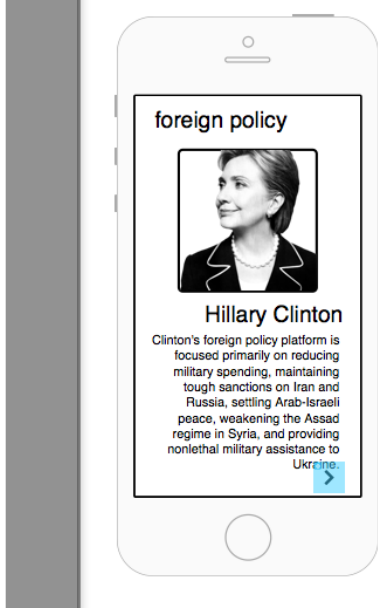 foreign policy
Hillary Clinton
Clinton's foreign policy platform is
focused primarily on reducing
military spending, maintaining
tough sanctions on Iran and
Russia, settling Arab-Israeli
peace, weakening the Assad
regime in Syria, and providing
nonlethal military assistance to
Ukraine.